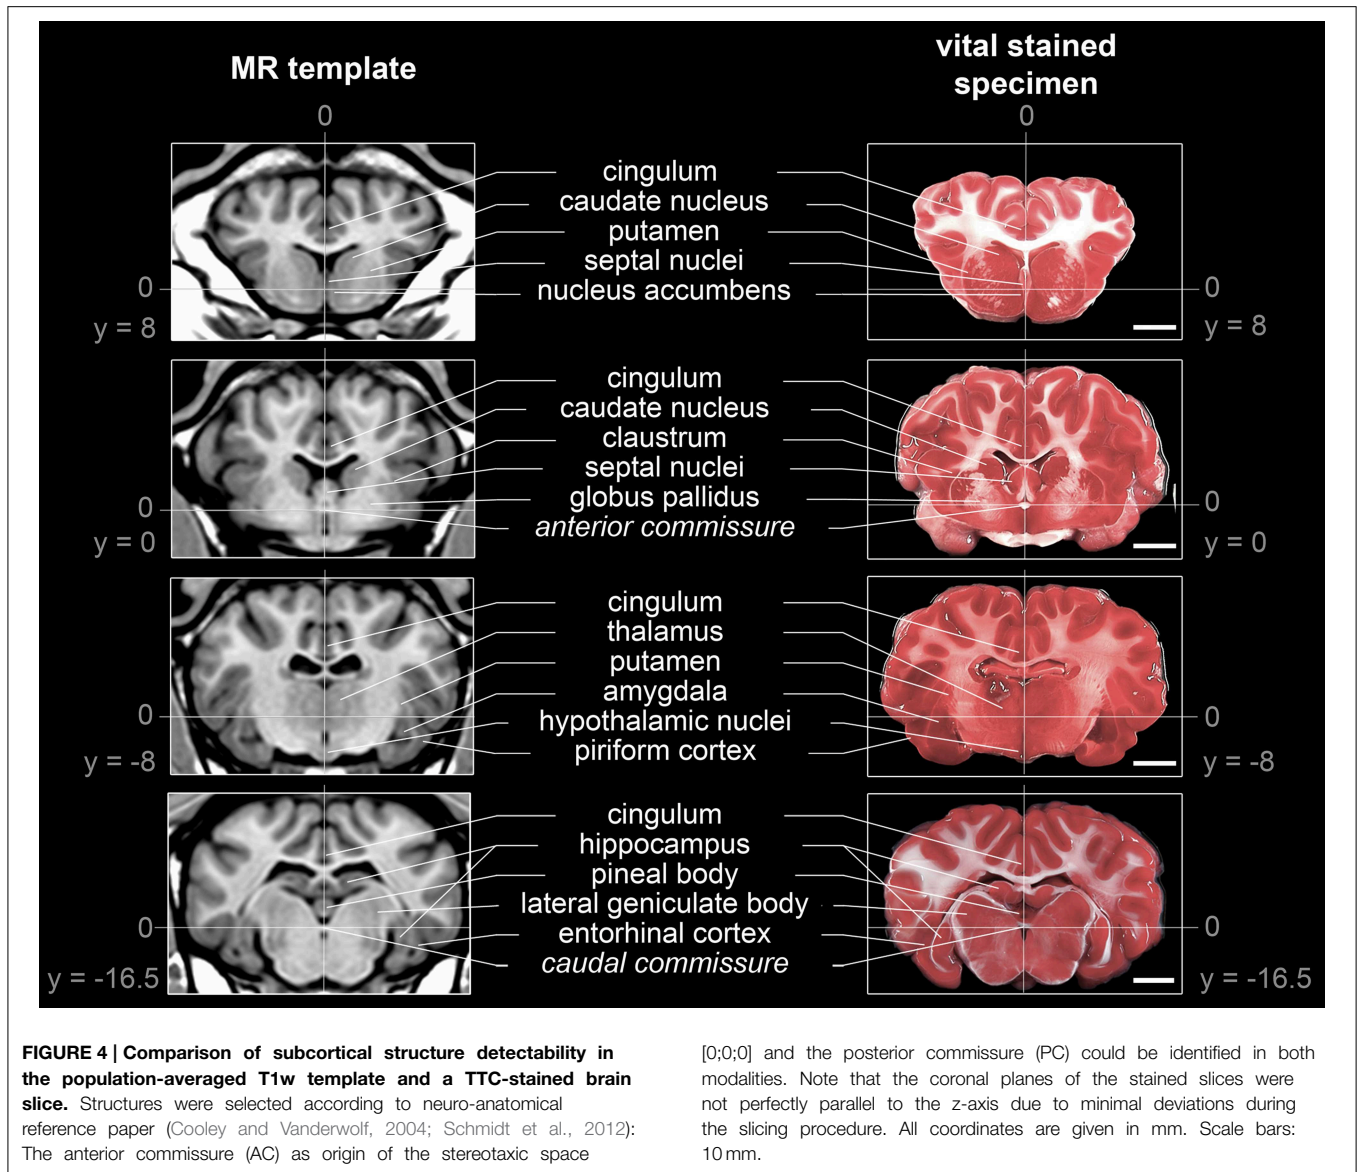 MR template
vital stained
specimen
0
0
cingulum
caudate nucleus
putamen
septal nuclei
nucleus accumbens
0
y = 8
0
y = 8
cingulum
caudate nucleus
claustrum
septal nuclei
globus pallidus
anterior commissure
0
y = 0
0
y = 0
cingulum
thalamus
putamen
amygdala
hypothalamic nuclei
piriform cortex
0
y = -8
0
y = -8
cingulum
hippocampus
pineal body
lateral geniculate body
entorhinal cortex
caudal commissure
0
y = -16.5
0
y = -16.5
FIGURE 4 | Comparison of subcortical structure detectability in
the population-averaged T1w template and a TTC-stained brain
slice. Structures were selected according to neuro-anatomical
reference paper (Cooley and Vanderwolf, 2004; Schmidt et al., 2012):
The anterior commissure (AC) as origin of the stereotaxic space
[0;0;0] and the posterior commissure (PC) could be identified in both
modalities. Note that the coronal planes of the stained slices were
not perfectly parallel to the z-axis due to minimal deviations during
the slicing procedure. All coordinates are given in mm. Scale bars:
10 mm.